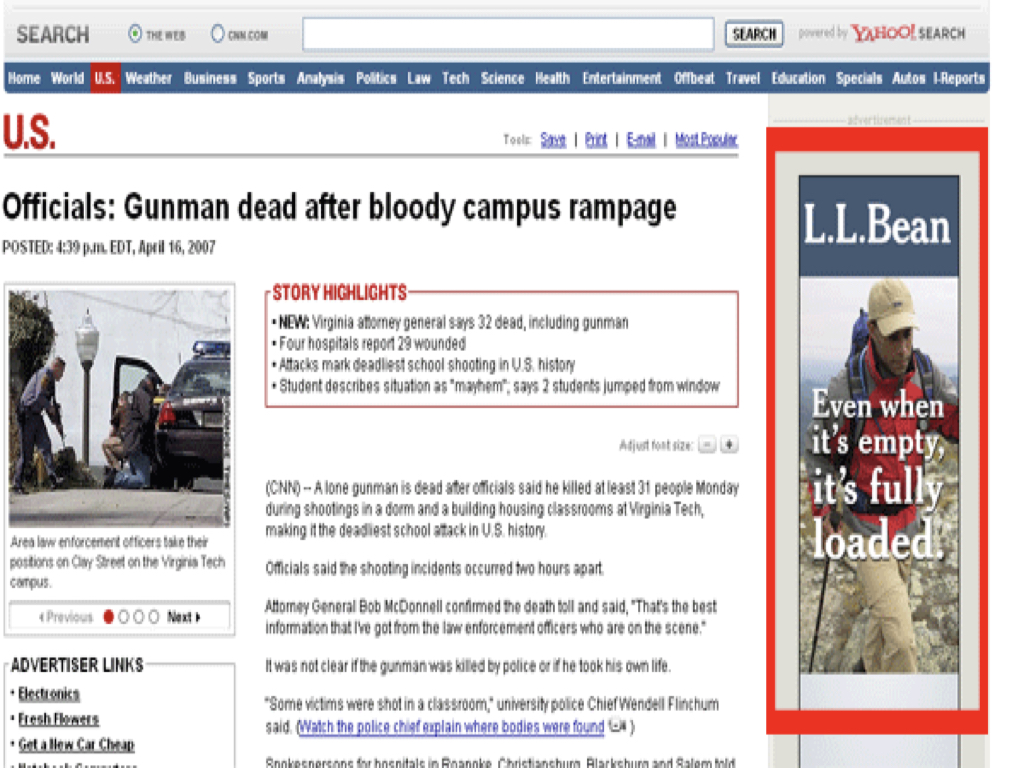 SEARCH THE WEB CNN.COM SEARCH powered by YAHOO! SEARCH
Home World U.S. Weather Business Sports Analysis Politics Law Tech Science Health Entertainment Offbeat Travel Education Specials Autos I-Reports
U.S.
Tools: Save | Print | E-mail | Most Popular
Officials: Gunman dead after bloody campus rampage
POSTED: 4:39 p.m. EDT, April 16, 2007
Area law enforcement officers take their
positions on Clay Street on the Virginia Tech
campus.
Previous Next
ADVERTISER LINKS
• Electronics
• Fresh Flowers
• Get a New Car Cheap
• Notebook Computers
STORY HIGHLIGHTS
• NEW: Virginia attorney general says 32 dead, including gunman
• Four hospitals report 29 wounded
• Attacks mark deadliest school shooting in U.S. history
• Student describes situation as "mayhem"; says 2 students jumped from window
Adjust font size: - +
(CNN) -- A lone gunman is dead after officials said he killed at least 31 people Monday
during shootings in a dorm and a building housing classrooms at Virginia Tech,
making it the deadliest school attack in U.S. history.
Officials said the shooting incidents occurred two hours apart.
Attorney General Bob McDonnell confirmed the death toll and said, "That's the best
information that I've got from the law enforcement officers who are on the scene."
It was not clear if the gunman was killed by police or if he took his own life.
"Some victims were shot in a classroom," university police Chief Wendell Flinchum
said. (Watch the police chief explain where bodies were found )
Spokespersons for hospitals in Roanoke, Christiansburg, Blacksburg and Salem told
advertisement
L.L.Bean
Even when
it's empty,
it's fully
loaded.